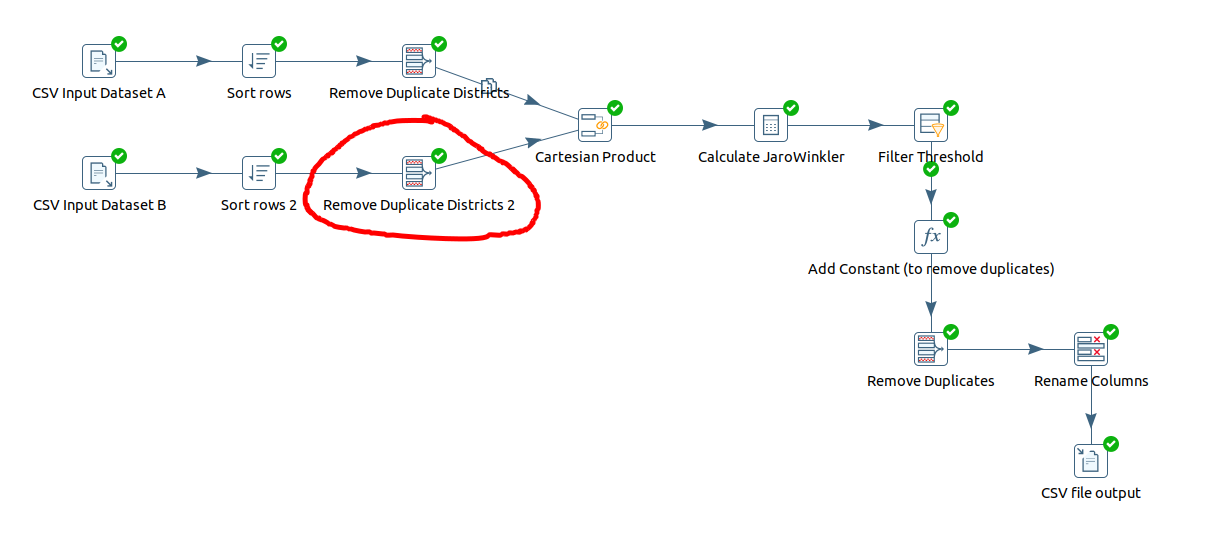 CSV Input Dataset A
Sort rows
Remove Duplicate Districts
Cartesian Product
Calculate JaroWinkler
Filter Threshold
CSV Input Dataset B
Sort rows 2
Remove Duplicate Districts 2
fx
Add Constant (to remove duplicates)
Remove Duplicates
Rename Columns
CSV file output